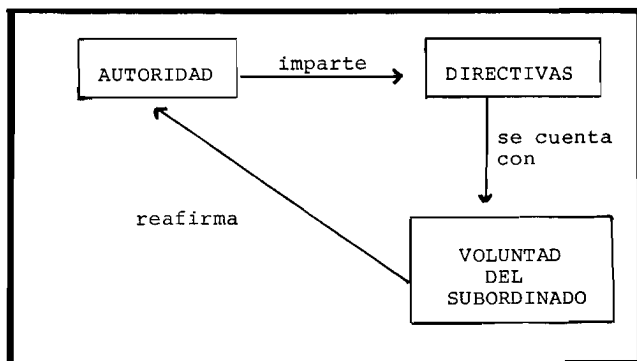 AUTORIDAD
imparte
DIRECTIVAS
se cuenta
con
reafirma
VOLUNTAD
DEL
SUBORDINADO